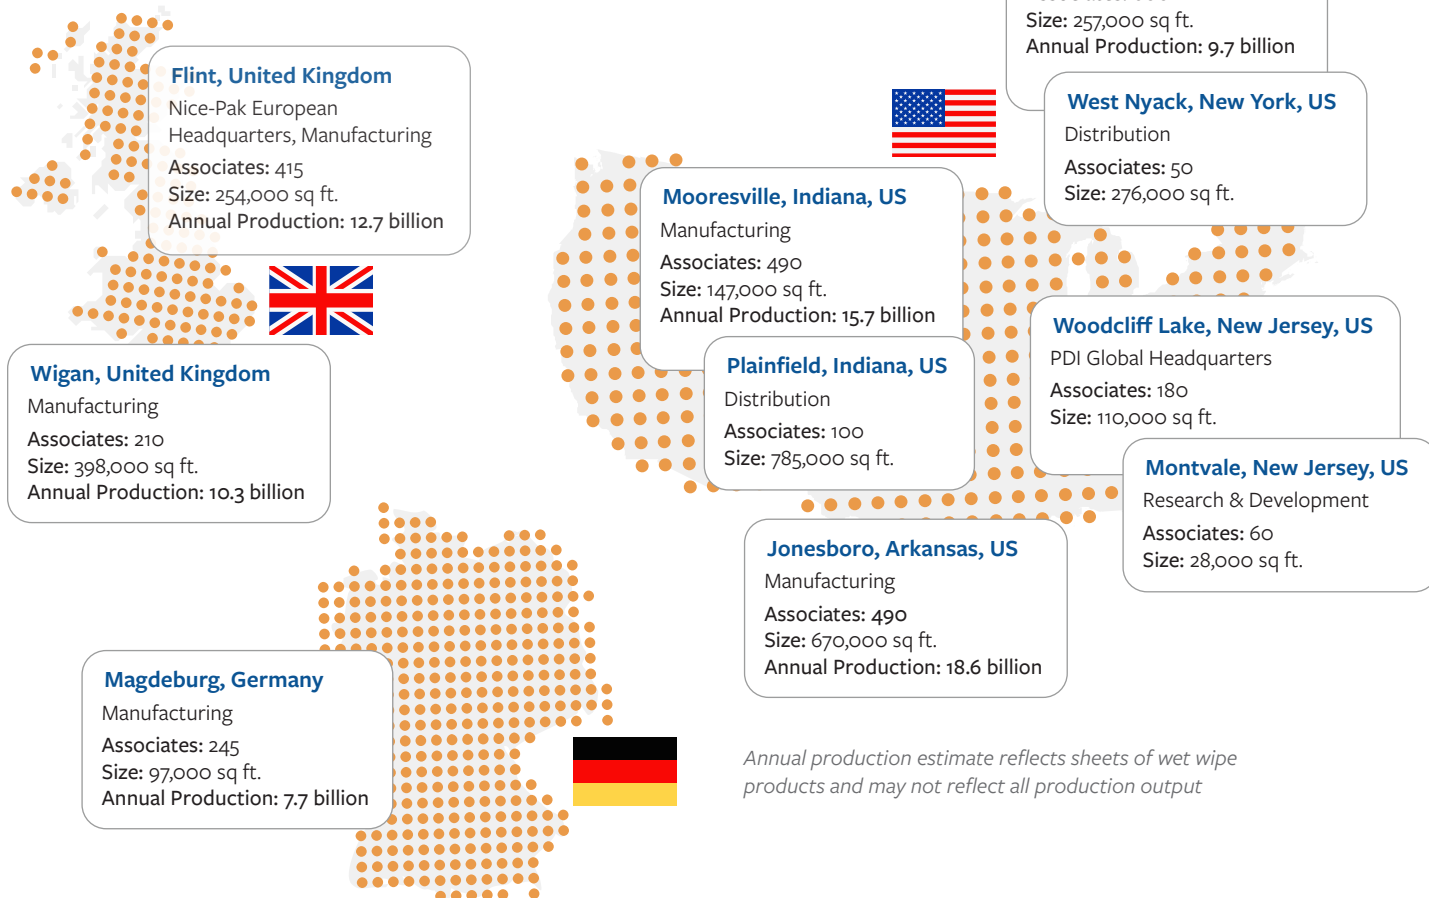 Size: 257,000 sq ft.
Annual Production: 9.7 billion
Flint, United Kingdom
Nice-Pak European
Headquarters, Manufacturing
Associates: 415
Size: 254,000 sq ft.
Annual Production: 12.7 billion
West Nyack, New York, US
Distribution
Associates: 50
Size: 276,000 sq ft.
Mooresville, Indiana, US
Manufacturing
Associates: 490
Size: 147,000 sq ft.
Annual Production: 15.7 billion
Woodcliff Lake, New Jersey, US
PDI Global Headquarters
Associates: 180
Size: 110,000 sq ft.
Plainfield, Indiana, US
Distribution
Associates: 100
Size: 785,000 sq ft.
Wigan, United Kingdom
Manufacturing
Associates: 210
Size: 398,000 sq ft.
Annual Production: 10.3 billion
Montvale, New Jersey, US
Research & Development
Associates: 60
Size: 28,000 sq ft.
Jonesboro, Arkansas, US
Manufacturing
Associates: 490
Size: 670,000 sq ft.
Annual Production: 18.6 billion
Magdeburg, Germany
Manufacturing
Associates: 245
Size: 97,000 sq ft.
Annual Production: 7.7 billion
Annual production estimate reflects sheets of wet wipe
products and may not reflect all production output